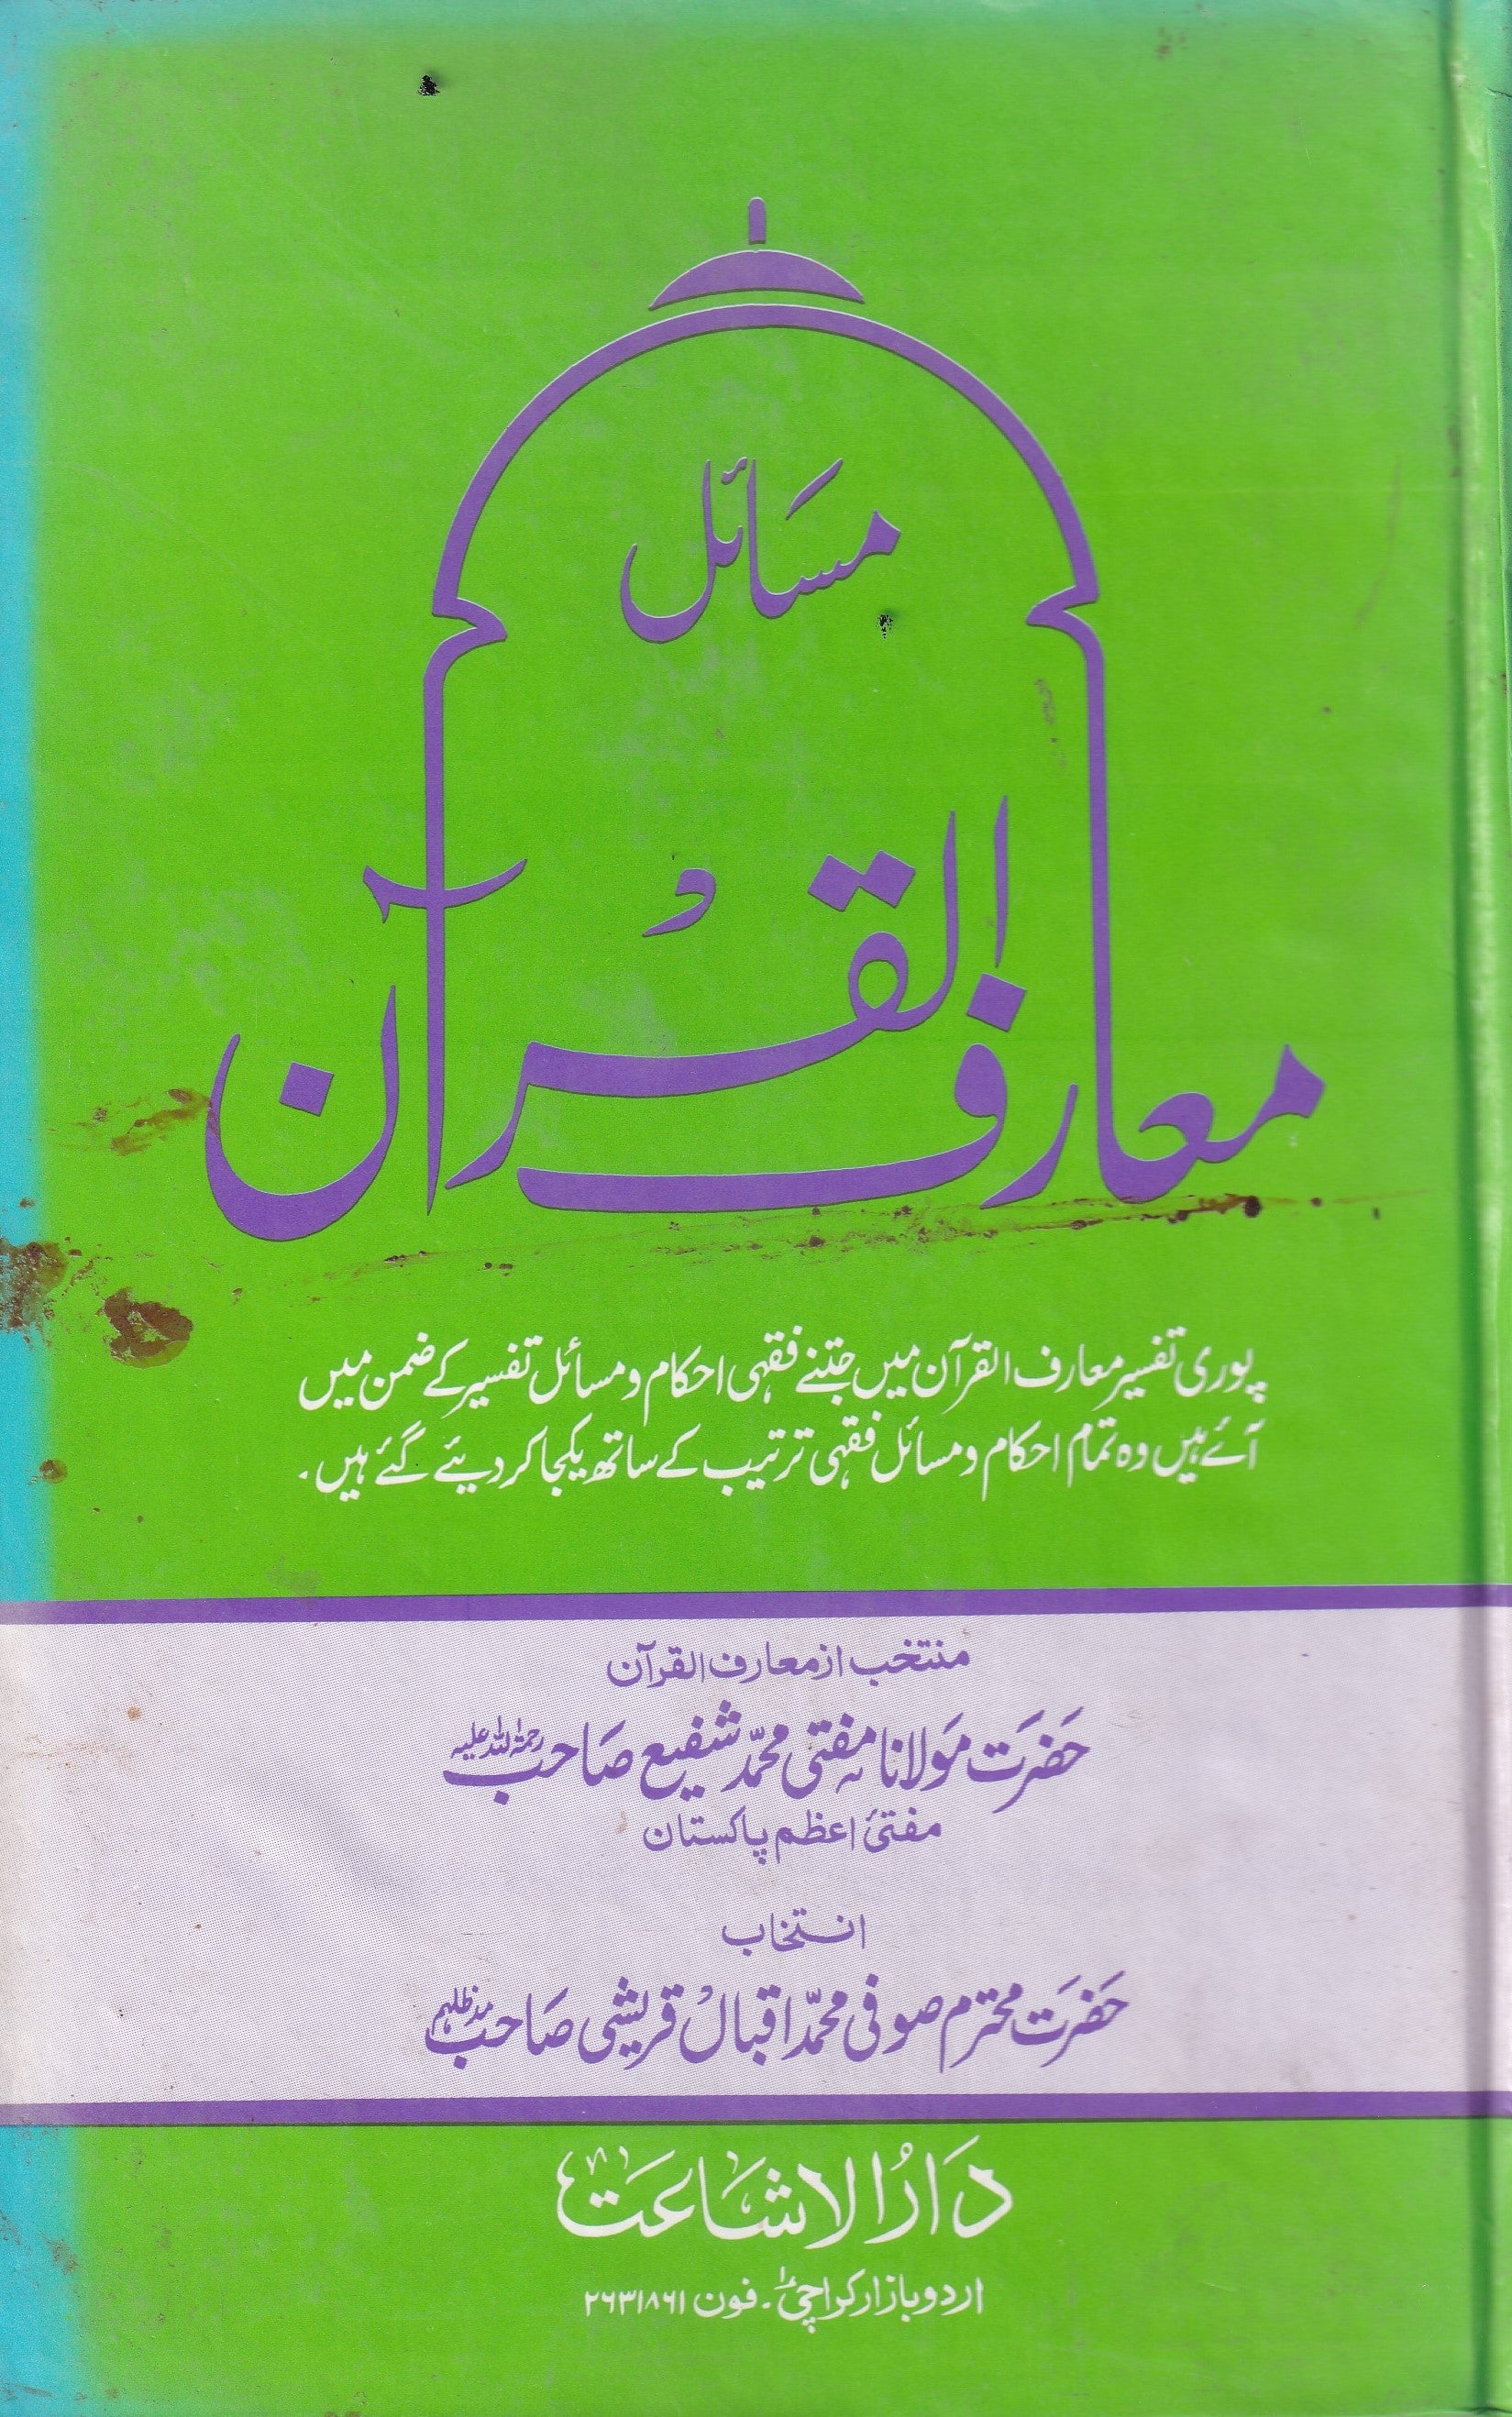 مسائل
معارف القرآن
پوری تفسیر معارف القرآن میں جتنے فقہی احکام و مسائل تفسیر کے ضمن میں
آئے ہیں وہ تمام احکام و مسائل فقہی ترتیب کے ساتھ یکجا کر دیئے گئے ہیں۔
منتخب از معارف القرآن
حضرت مولانا مفتی محمد شفیع صاحب رحمۃ اللہ علیہ
مفتئ اعظم پاکستان
انتخاب
حضرت محترم صوفی محمد اقبال قریشی صاحب مدظلہم
دار الاشاعت
اردو بازار کراچی ۱۔ فون ۲۶۳۱۸۶۱